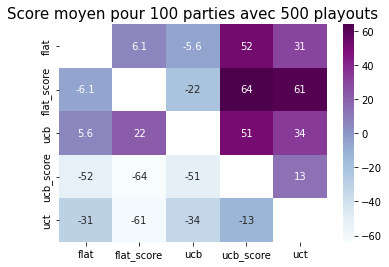 Score moyen pour 100 parties avec 500 playouts
flat 6.1 -5.6 52 31
flat_score -6.1 -22 64 61
ucb 5.6 22 51 34
ucb_score -52 -64 -51 13
uct -31 -61 -34 -13
flat flat_score ucb ucb_score uct
60
40
20
0
−20
−40
−60